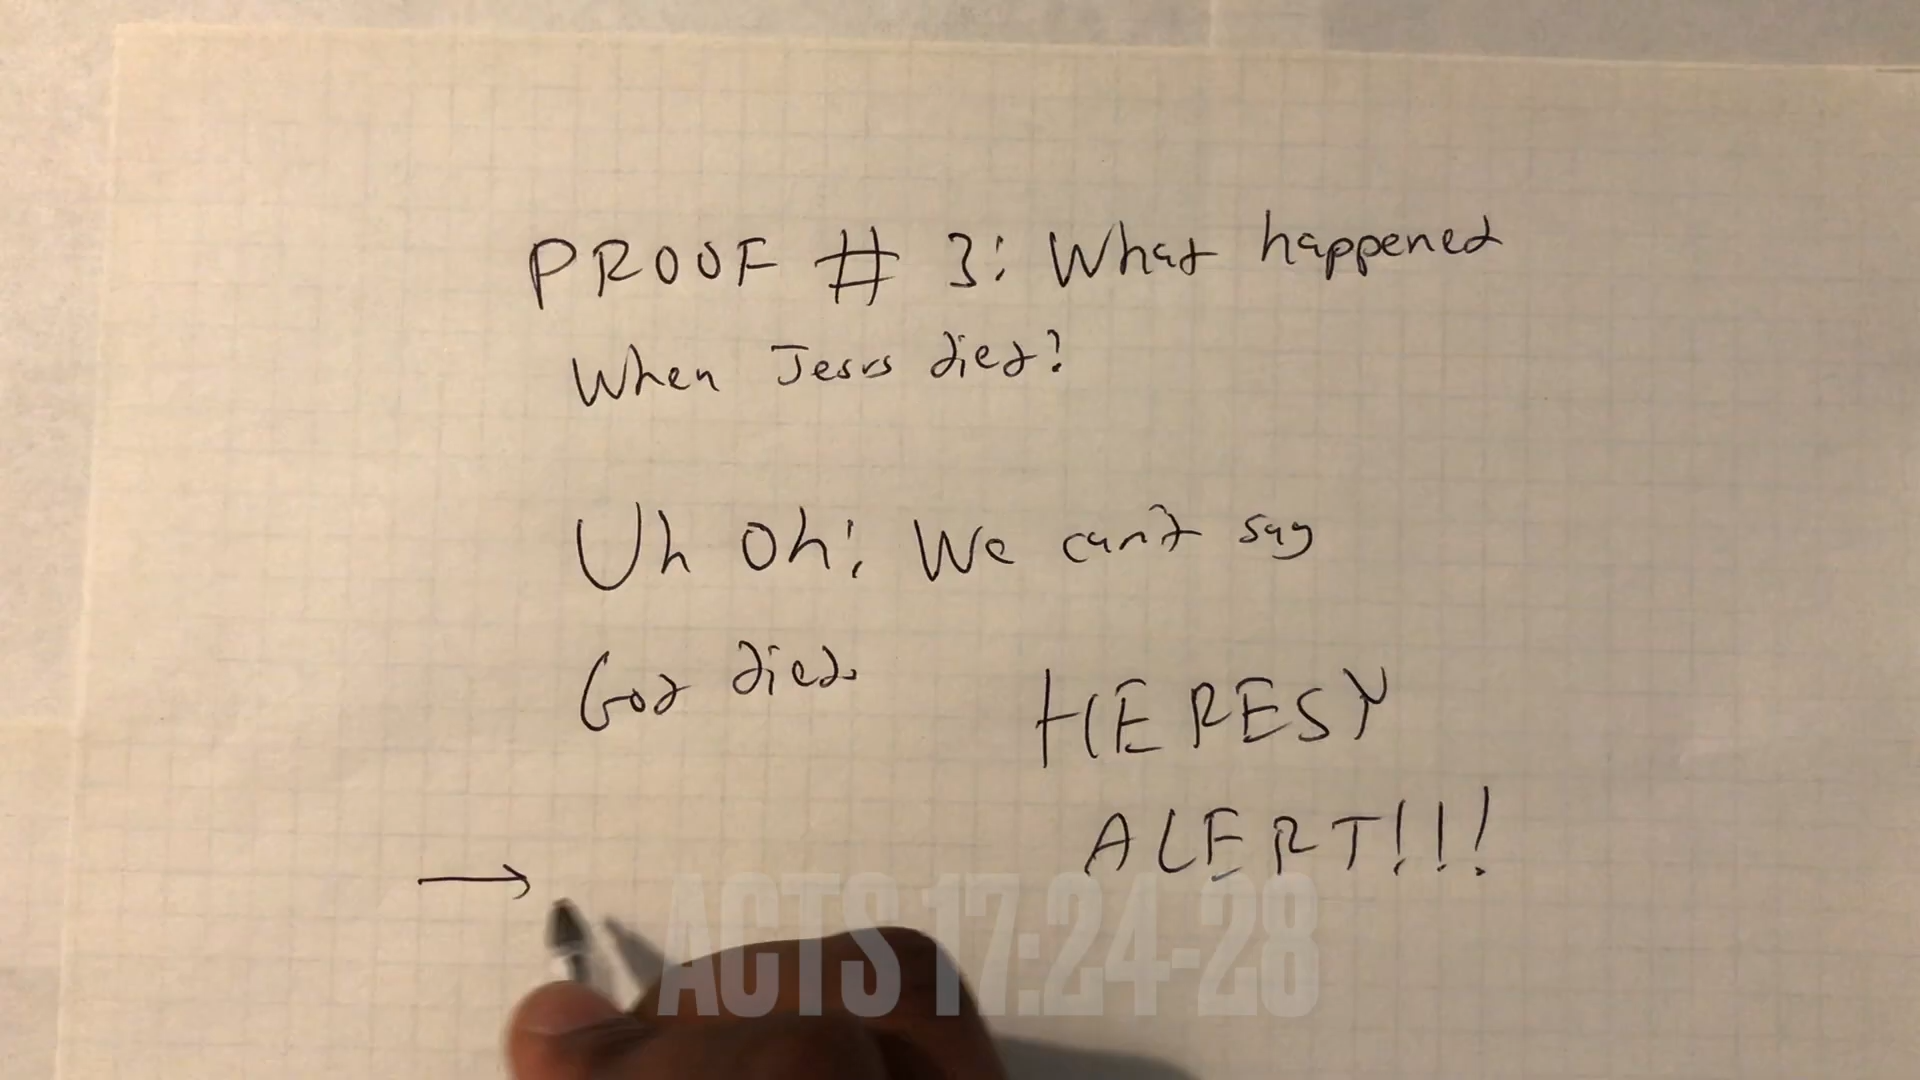 PROOF # 3: What happened
When Jesus died?
Uh Oh: We can't say
God died.
HERESY
ALERT!!!
ACTS 17:24-28